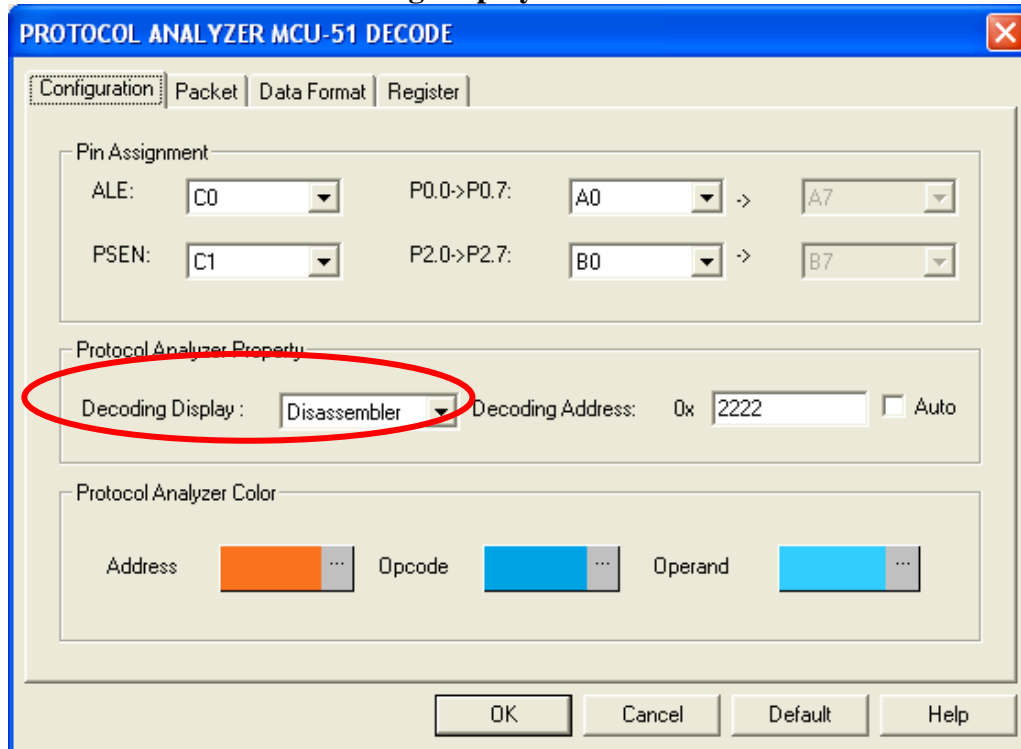 PROTOCOL ANALYZER MCU-51 DECODE
Configuration Packet Data Format Register
Pin Assignment
ALE: C0 P0.0->P0.7: A0 -> A7
PSEN: C1 P2.0->P2.7: B0 -> B7
Protocol Analyzer Property
Decoding Display : Disassembler Decoding Address: 0x 2222 Auto
Protocol Analyzer Color
Address ... Opcode ... Operand ...
OK Cancel Default Help